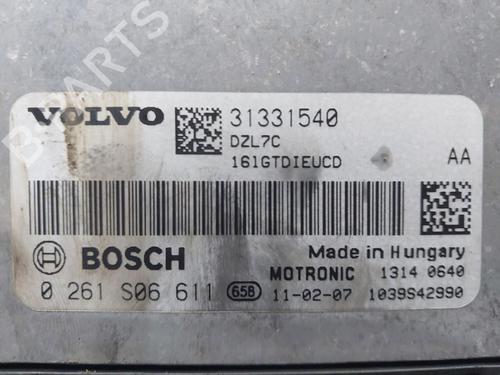 B-PARTS
VOLVO 31331540
DZL7C
161GTDIEUCD AA
BOSCH Made in Hungary
MOTRONIC 1314 0640
0 261 S06 611 658 11-02-07 1039S42990